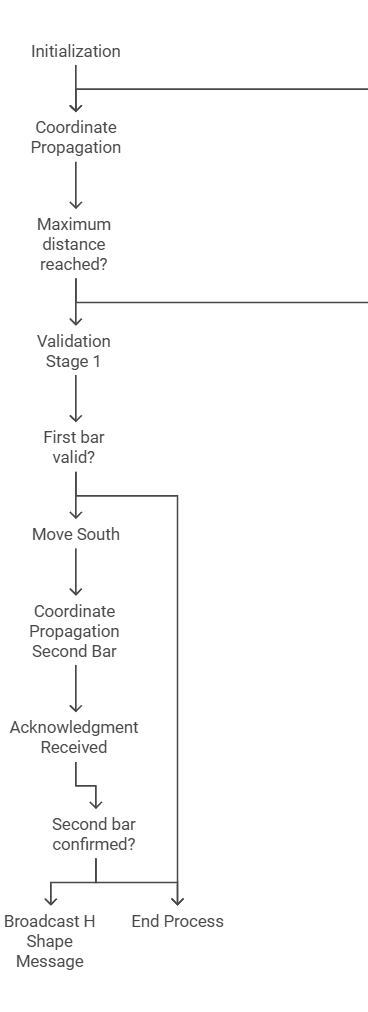 Initialization
Coordinate
Propagation
Maximum
distance
reached?
Validation
Stage 1
First bar
valid?
Move South
Coordinate
Propagation
Second Bar
Acknowledgment
Received
Second bar
confirmed?
Broadcast H
Shape
Message
End Process